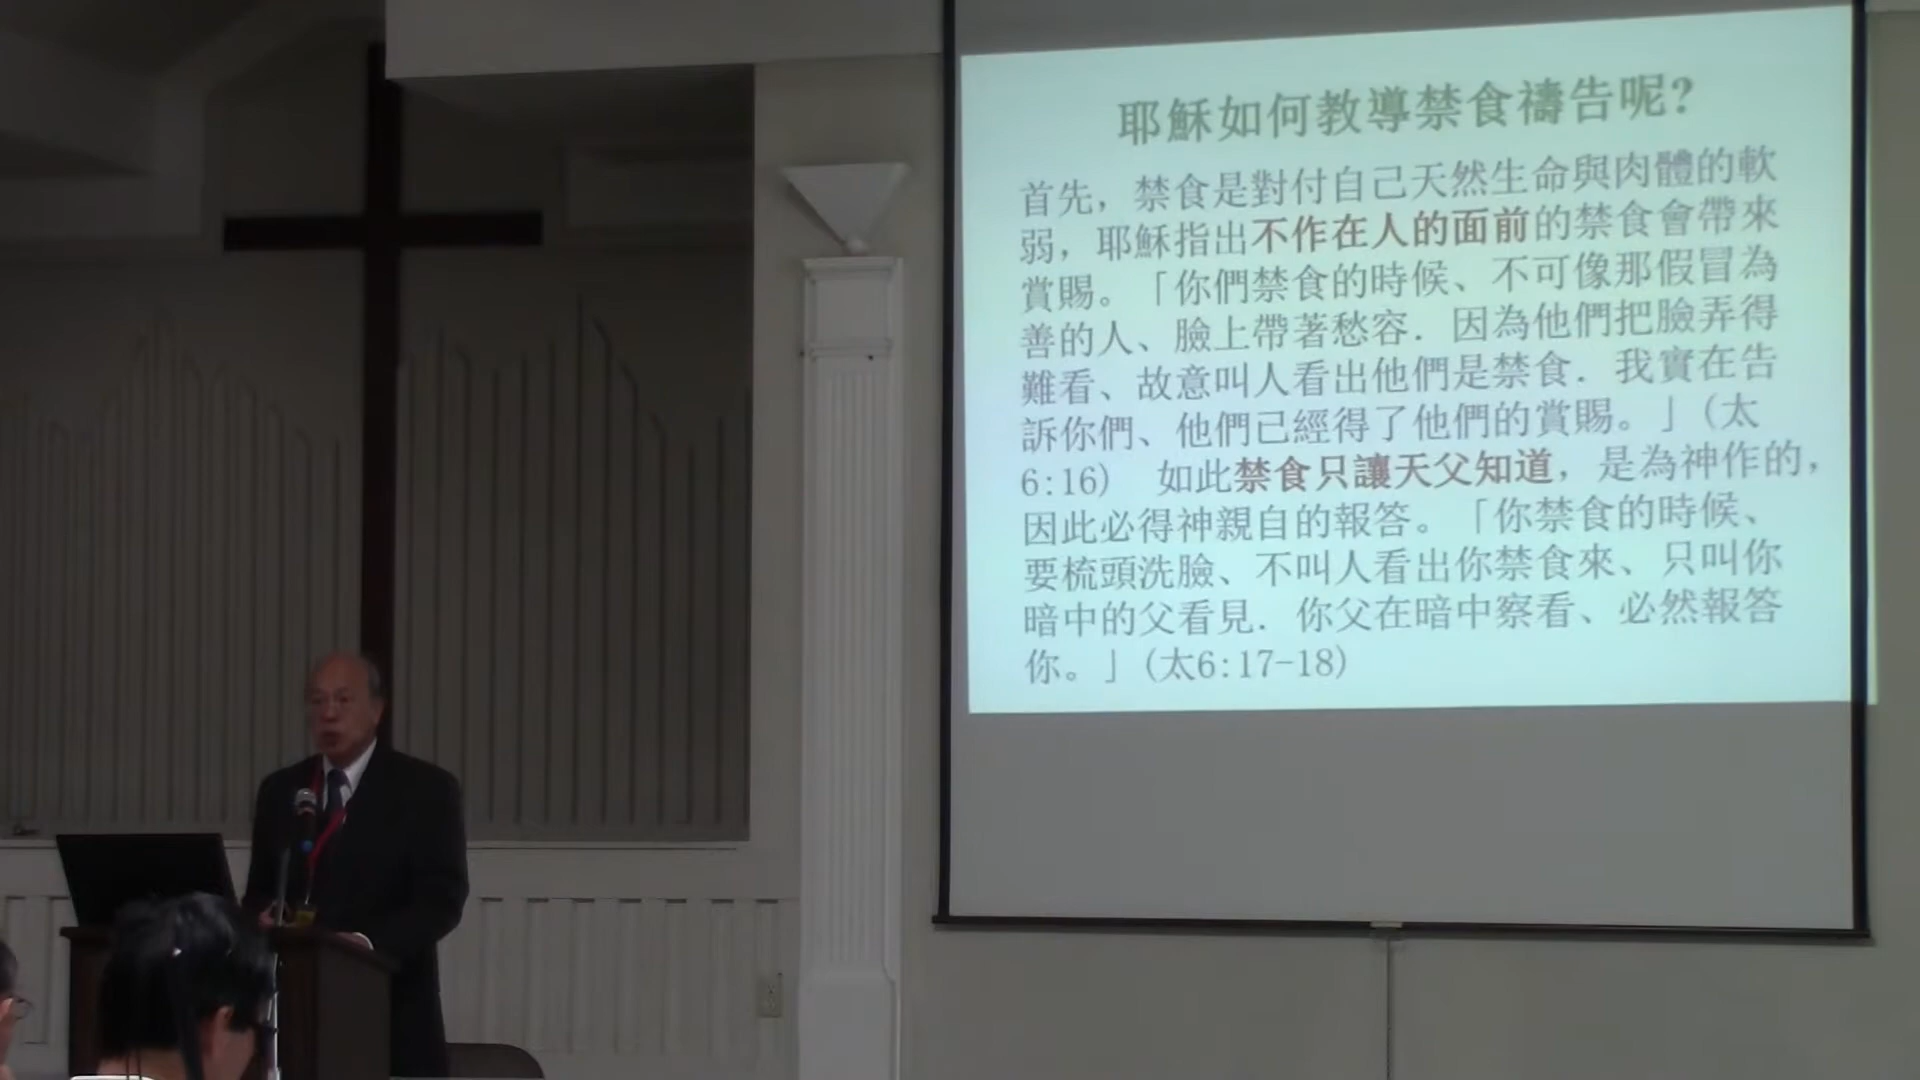 耶穌如何教導禁食禱告呢?
首先，禁食是對付自己天然生命與肉體的軟
弱，耶穌指出不作在人的面前的禁食會帶來
賞賜。「你們禁食的時候、不可像那假冒為
善的人、臉上帶著愁容．因為他們把臉弄得
難看、故意叫人看出他們是禁食．我實在告
訴你們、他們已經得了他們的賞賜。」(太
6:16)　如此禁食只讓天父知道，是為神作的，
因此必得神親自的報答。「你禁食的時候、
要梳頭洗臉、不叫人看出你禁食來、只叫你
暗中的父看見．你父在暗中察看、必然報答
你。」(太6:17-18)